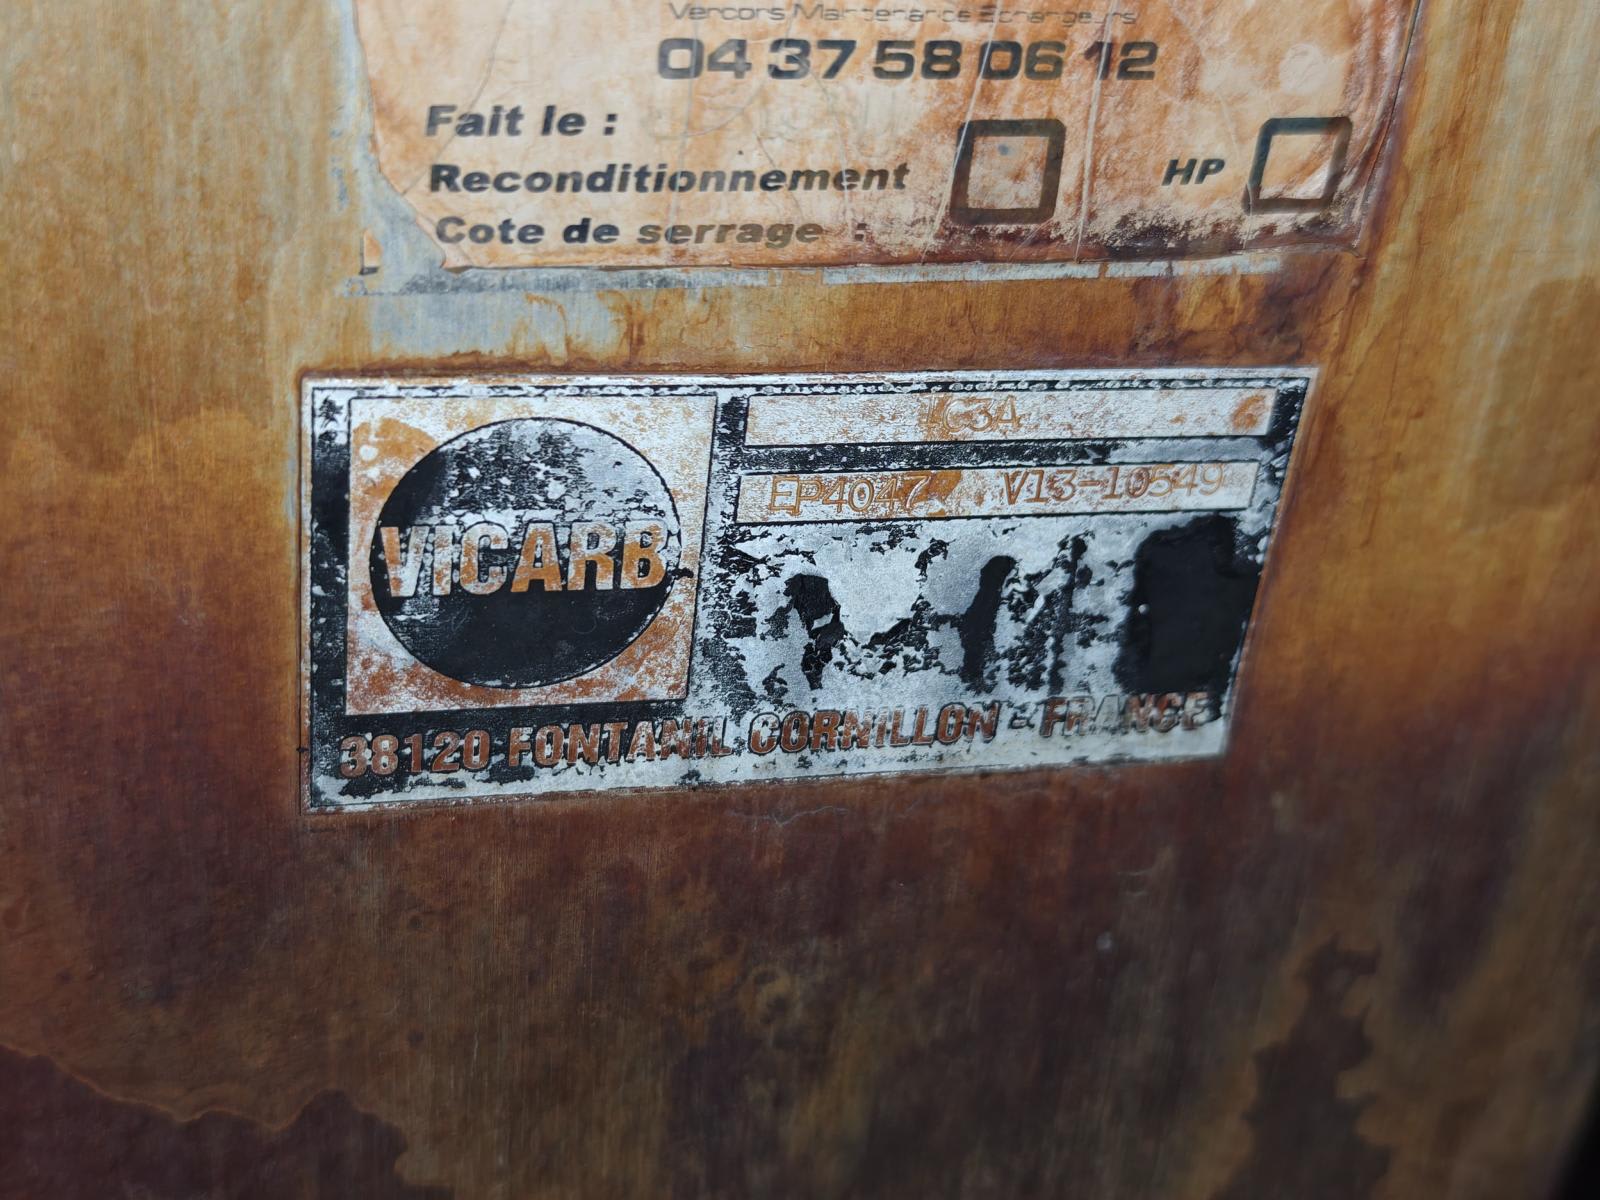 Vercors Maintenance Echangeurs
04 37 58 06 12
Fait le :
Reconditionnement HP
Cote de serrage :
VICARB
EP4047 V13-10549
38120 FONTANIL CORNILLON - FRANCE